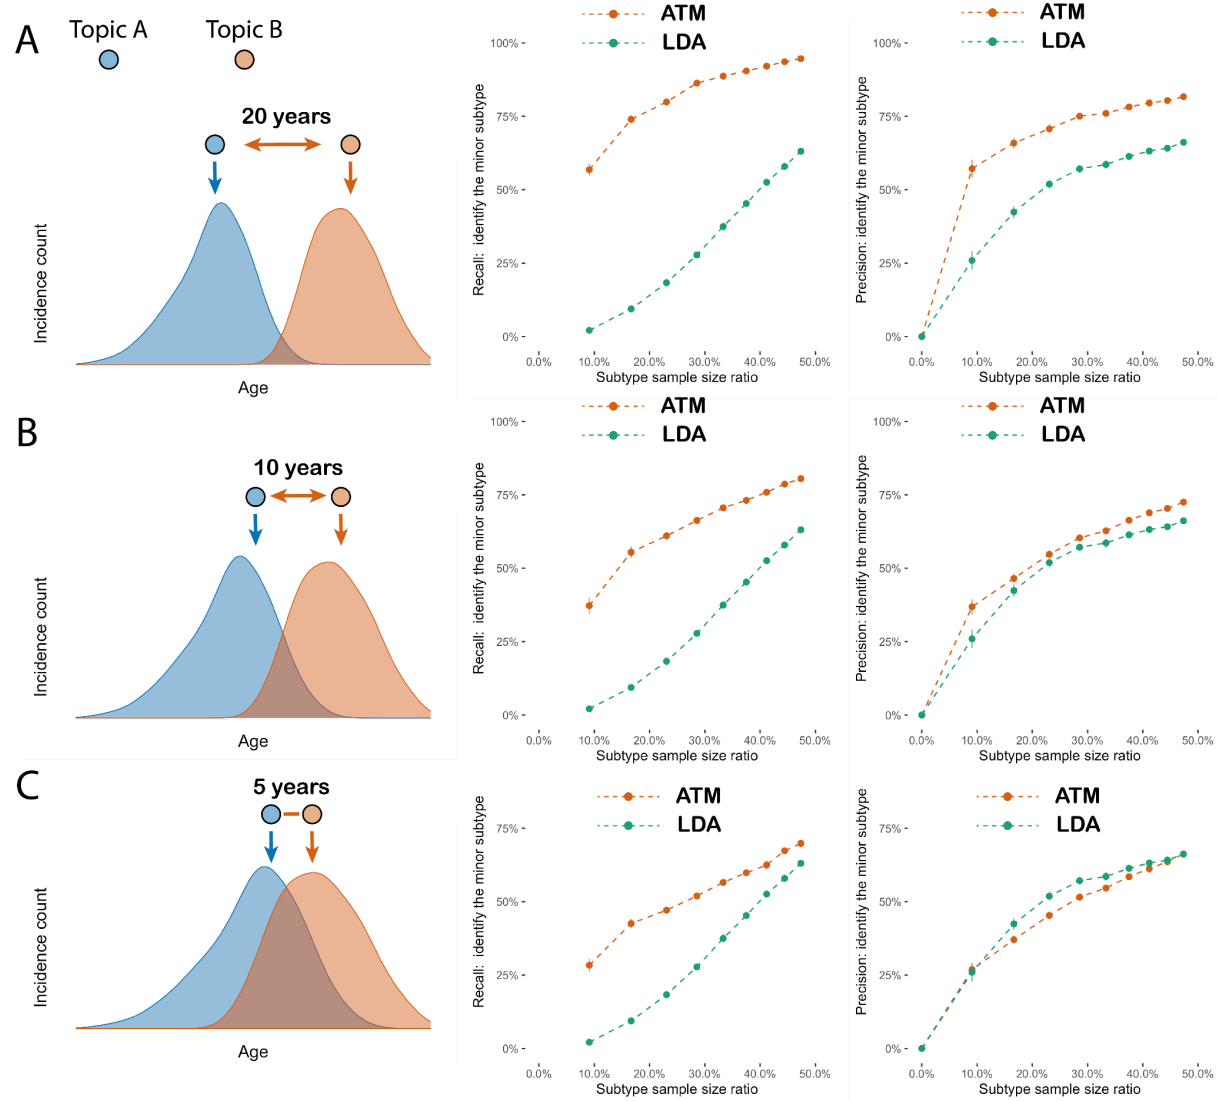 A
Topic A
Topic B
20 years
Incidence count
Age
ATM
LDA
Recall:  identify the minor subtype
100%
75%
50%
25%
0%
0.0% 10.0% 20.0% 30.0% 40.0% 50.0%
Subtype sample size ratio
ATM
LDA
Precision: identify the minor subtype
100%
75%
50%
25%
0%
0.0% 10.0% 20.0% 30.0% 40.0% 50.0%
Subtype sample size ratio
B
10 years
Incidence count
Age
ATM
LDA
Recall:  identify the minor subtype
100%
75%
50%
25%
0%
0.0% 10.0% 20.0% 30.0% 40.0% 50.0%
Subtype sample size ratio
ATM
LDA
Precision: identify the minor subtype
100%
75%
50%
25%
0%
0.0% 10.0% 20.0% 30.0% 40.0% 50.0%
Subtype sample size ratio
C
5 years
Incidence count
Age
ATM
LDA
Recall:  identify the minor subtype
75%
50%
25%
0%
0.0% 10.0% 20.0% 30.0% 40.0% 50.0%
Subtype sample size ratio
ATM
LDA
Precision: identify the minor subtype
75%
50%
25%
0%
0.0% 10.0% 20.0% 30.0% 40.0% 50.0%
Subtype sample size ratio